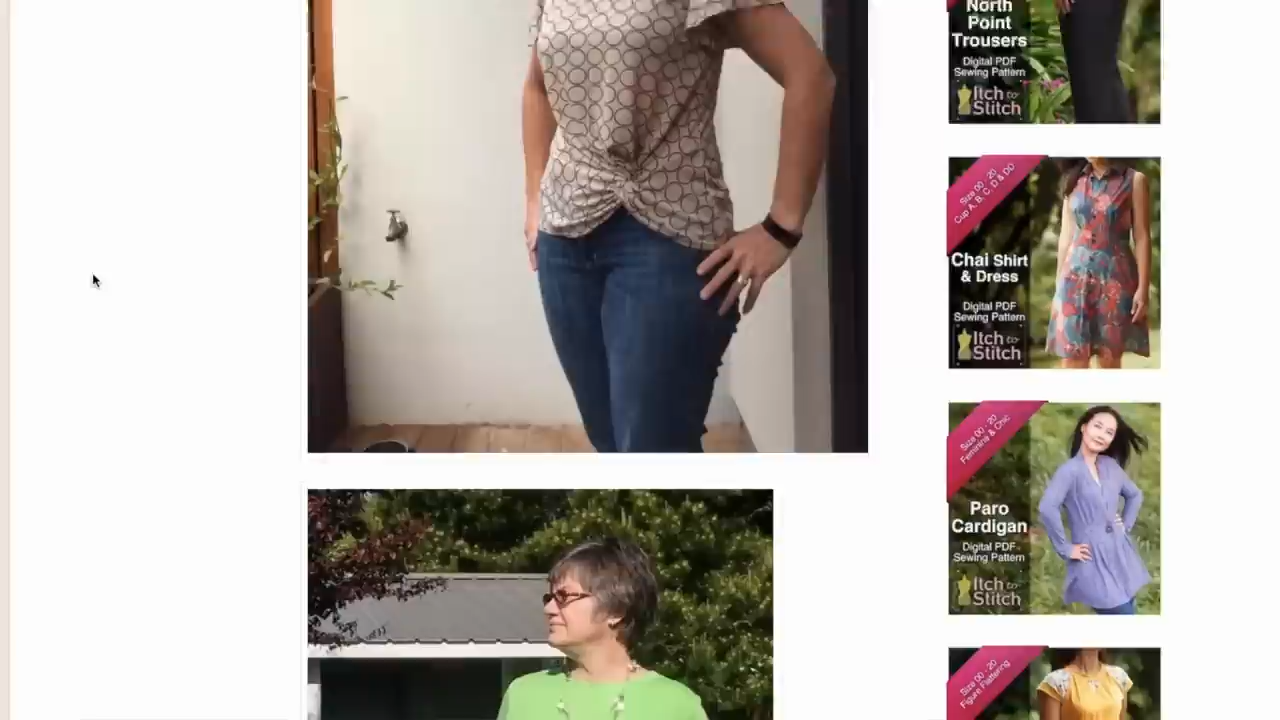 North
Point
Trousers
Digital PDF
Sewing Pattern
Itch to
Stitch
Size 00 - 20
Cup A, B, C, D & DD
Chai Shirt
& Dress
Digital PDF
Sewing Pattern
Itch to
Stitch
Size 00 - 20
Feminine & Chic
Paro
Cardigan
Digital PDF
Sewing Pattern
Itch to
Stitch
Size 00 - 20
Figure Flattering